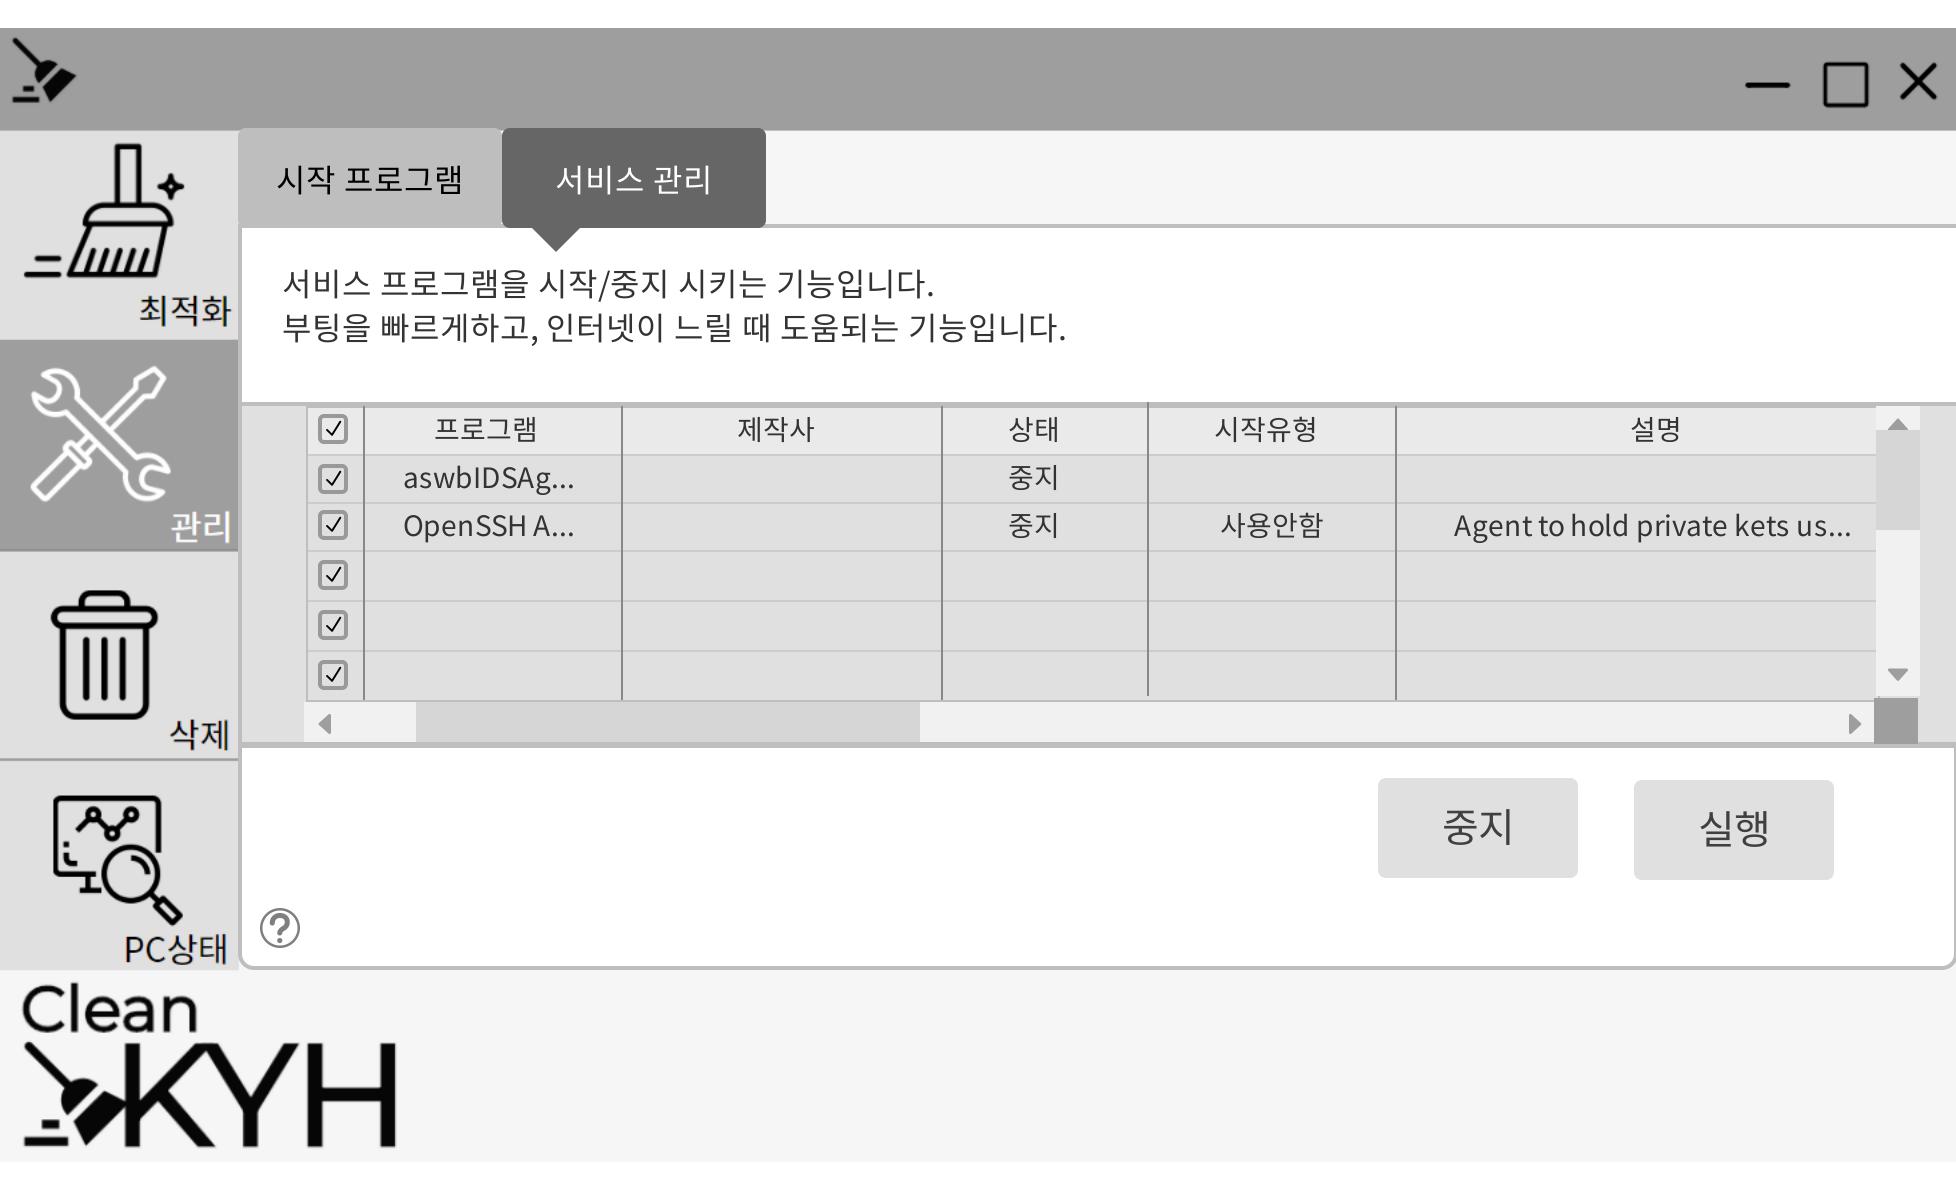 시작 프로그램
서비스 관리
최적화
관리
삭제
PC상태
서비스 프로그램을 시작/중지 시키는 기능입니다.
부팅을 빠르게하고, 인터넷이 느릴 때 도움되는 기능입니다.
프로그램 제작사 상태 시작유형 설명
aswbIDSAg... 중지
OpenSSH A... 중지 사용안함 Agent to hold private kets us...
중지 실행
?
Clean
KYH